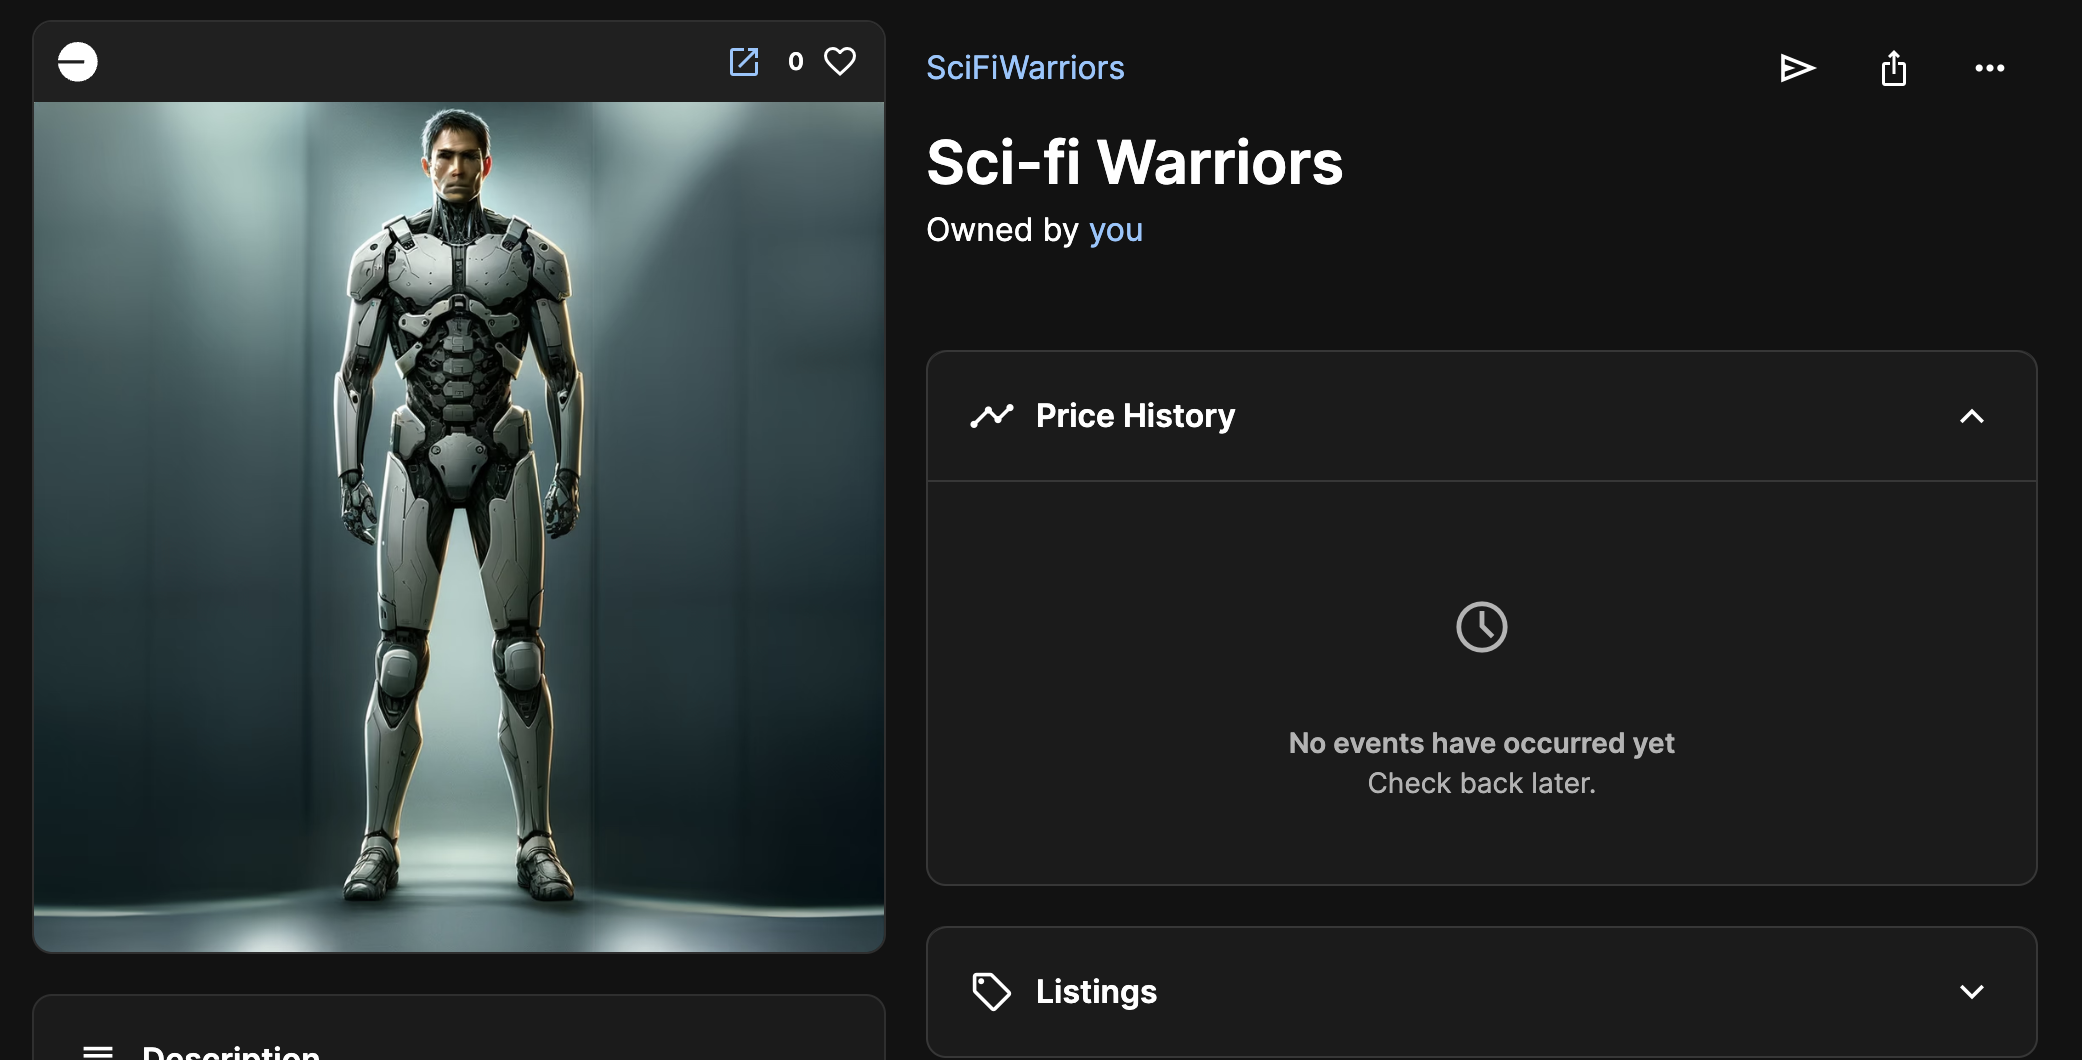 0
SciFiWarriors
Sci-fi Warriors
Owned by you
Price History
No events have occurred yet
Check back later.
Listings
Description